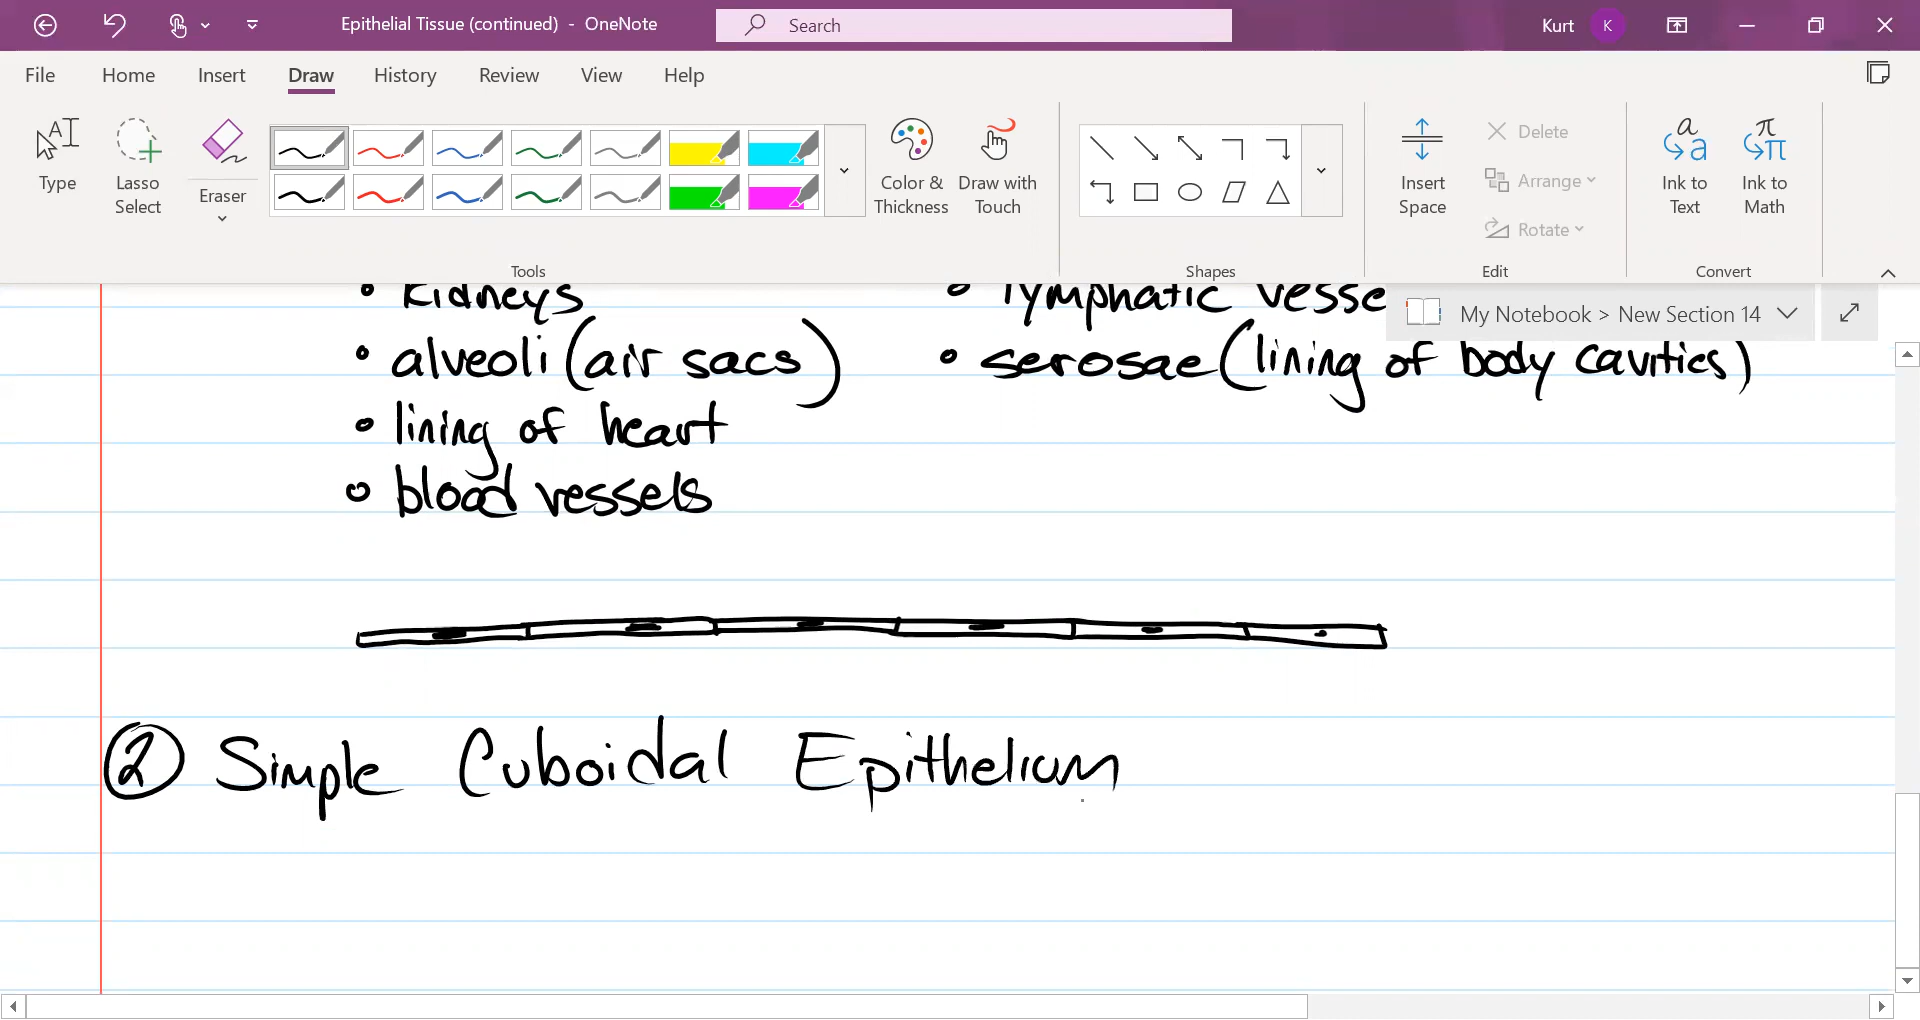 Epithelial Tissue (continued) - OneNote
Search
Kurt K
File Home Insert Draw History Review View Help
Type
Lasso Select
Eraser
Color & Thickness
Draw with Touch
Insert Space
Delete
Arrange
Rotate
Ink to Text
Ink to Math
Tools Shapes Edit Convert
My Notebook > New Section 14
• kidneys • lymphatic vesse
• alveoli (air sacs) • serosae (lining of body cavities)
• lining of heart
• blood vessels
② Simple Cuboidal Epithelium